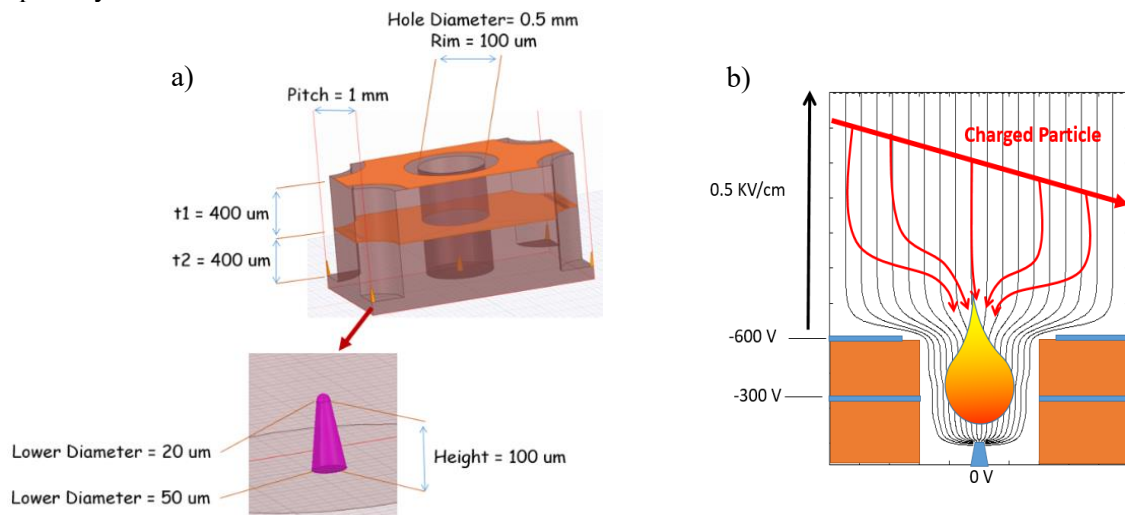 Hole Diameter= 0.5 mm
Rim = 100 um
a)
Pitch = 1 mm
t1 = 400 um
t2 = 400 um
Lower Diameter = 20 um
Height = 100 um
Lower Diameter = 50 um
b)
Charged Particle
0.5 KV/cm
-600 V
-300 V
0 V